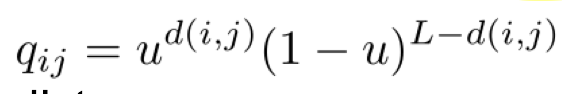 q_{ij} = u^{d(i,j)}(1 − u)^{L−d(i,j)}